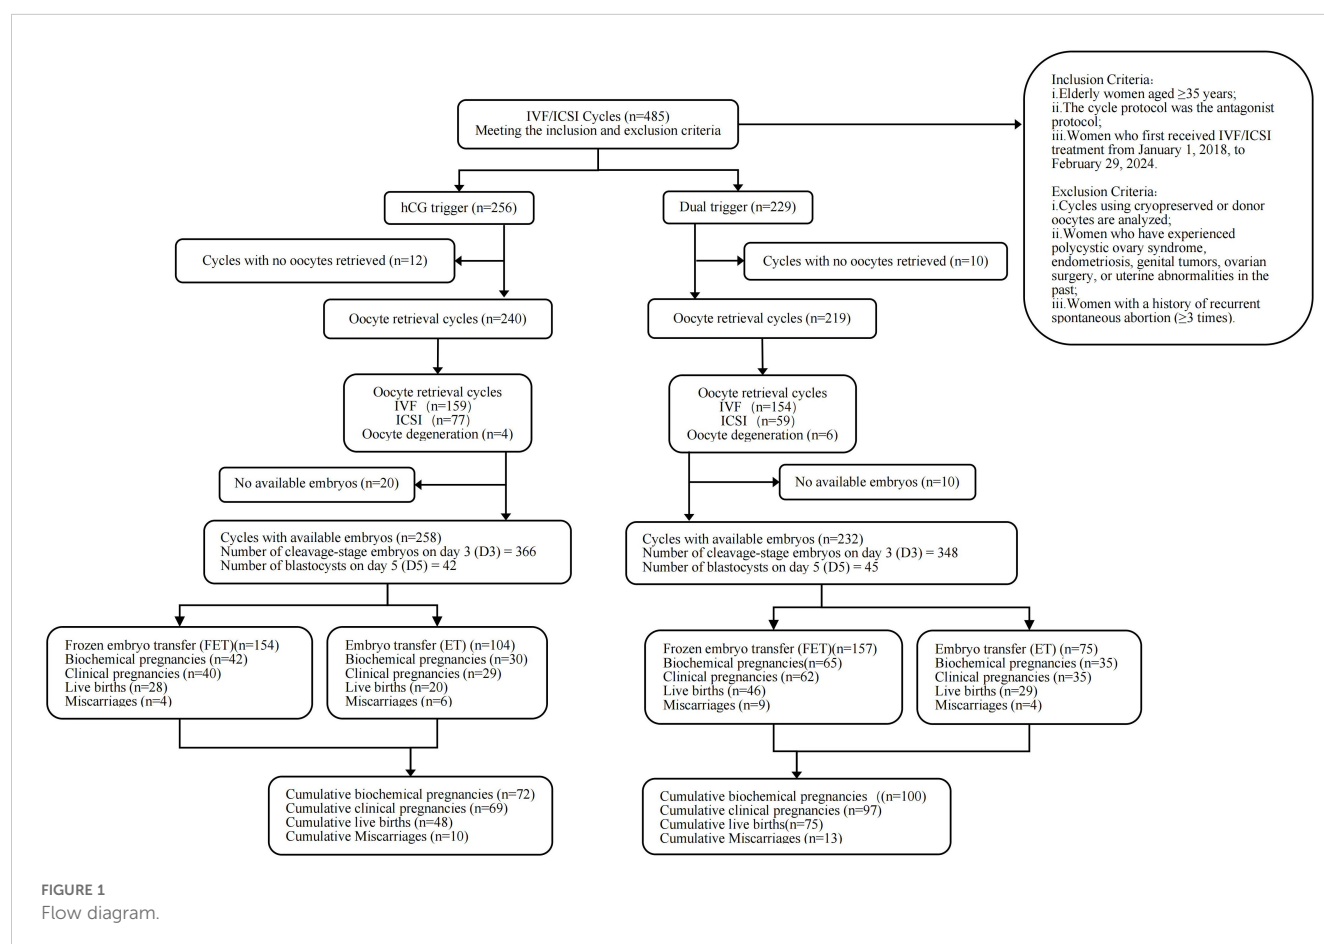 IVF/ICSI Cycles (n=485)
Meeting the inclusion and exclusion criteria
Inclusion Criteria:
i.Elderly women aged ≥35 years;
ii.The cycle protocol was the antagonist
protocol;
iii.Women who first received IVF/ICSI
treatment from January 1, 2018, to
February 29, 2024.
Exclusion Criteria:
i.Cycles using cryopreserved or donor
oocytes are analyzed;
ii.Women who have experienced
polycystic ovary syndrome,
endometriosis, genital tumors, ovarian
surgery, or uterine abnormalities in the
past;
iii.Women with a history of recurrent
spontaneous abortion (≥3 times).
hCG trigger (n=256)
Dual trigger (n=229)
Cycles with no oocytes retrieved (n=12)
Cycles with no oocytes retrieved (n=10)
Oocyte retrieval cycles (n=240)
Oocyte retrieval cycles (n=219)
Oocyte retrieval cycles
IVF (n=159)
ICSI (n=77)
Oocyte degeneration (n=4)
Oocyte retrieval cycles
IVF (n=154)
ICSI (n=59)
Oocyte degeneration (n=6)
No available embryos (n=20)
No available embryos (n=10)
Cycles with available embryos (n=258)
Number of cleavage-stage embryos on day 3 (D3) = 366
Number of blastocysts on day 5 (D5) = 42
Cycles with available embryos (n=232)
Number of cleavage-stage embryos on day 3 (D3) = 348
Number of blastocysts on day 5 (D5) = 45
Frozen embryo transfer (FET)(n=154)
Biochemical pregnancies (n=42)
Clinical pregnancies (n=40)
Live births (n=28)
Miscarriages (n=4)
Embryo transfer (ET) (n=104)
Biochemical pregnancies (n=30)
Clinical pregnancies (n=29)
Live births (n=20)
Miscarriages (n=6)
Frozen embryo transfer (FET)(n=157)
Biochemical pregnancies(n=65)
Clinical pregnancies (n=62)
Live births (n=46)
Miscarriages (n=9)
Embryo transfer (ET) (n=75)
Biochemical pregnancies (n=35)
Clinical pregnancies (n=35)
Live births (n=29)
Miscarriages (n=4)
Cumulative biochemical pregnancies (n=72)
Cumulative clinical pregnancies (n=69)
Cumulative live births (n=48)
Cumulative Miscarriages (n=10)
Cumulative biochemical pregnancies ((n=100)
Cumulative clinical pregnancies (n=97)
Cumulative live births(n=75)
Cumulative Miscarriages (n=13)
FIGURE 1
Flow diagram.